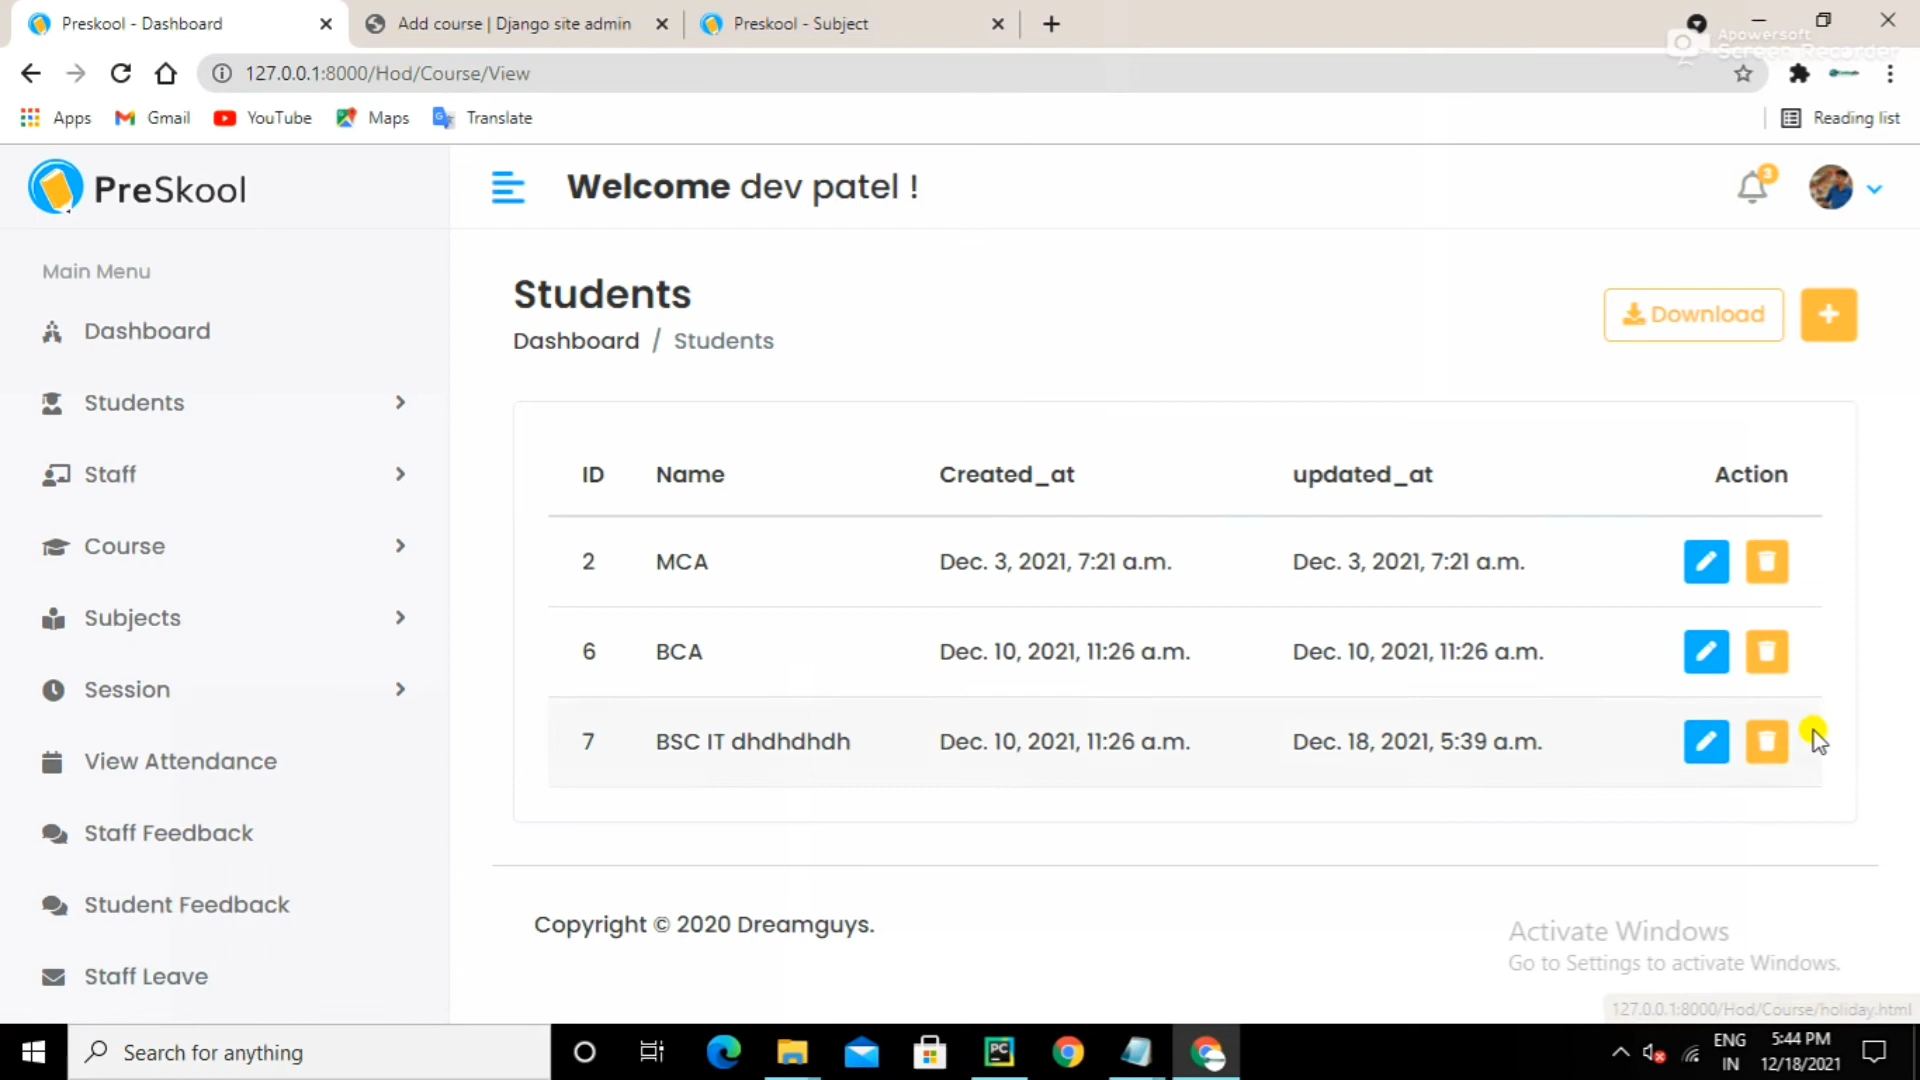 Preskool - Dashboard
Add course | Django site admin
Preskool - Subject
Apowersoft
Screen Recorder
127.0.0.1:8000/Hod/Course/View
Apps
Gmail
YouTube
Maps
Translate
Reading list
PreSkool
Welcome dev patel !
3
Main Menu
Dashboard
Students
Staff
Course
Subjects
Session
View Attendance
Staff Feedback
Student Feedback
Staff Leave
Students
Dashboard / Students
Download
ID Name Created_at updated_at Action
2 MCA Dec. 3, 2021, 7:21 a.m. Dec. 3, 2021, 7:21 a.m.
6 BCA Dec. 10, 2021, 11:26 a.m. Dec. 10, 2021, 11:26 a.m.
7 BSC IT dhdhdhdh Dec. 10, 2021, 11:26 a.m. Dec. 18, 2021, 5:39 a.m.
Copyright © 2020 Dreamguys.
Activate Windows
Go to Settings to activate Windows.
127.0.0.1:8000/Hod/Course/holiday.html
Search for anything
PC
ENG
IN
5:44 PM
12/18/2021